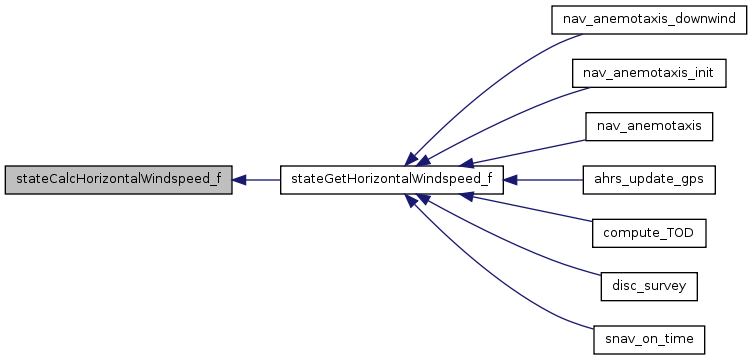 nav_anemotaxis_downwind
nav_anemotaxis_init
nav_anemotaxis
stateCalcHorizontalWindspeed_f
stateGetHorizontalWindspeed_f
ahrs_update_gps
compute_TOD
disc_survey
snav_on_time